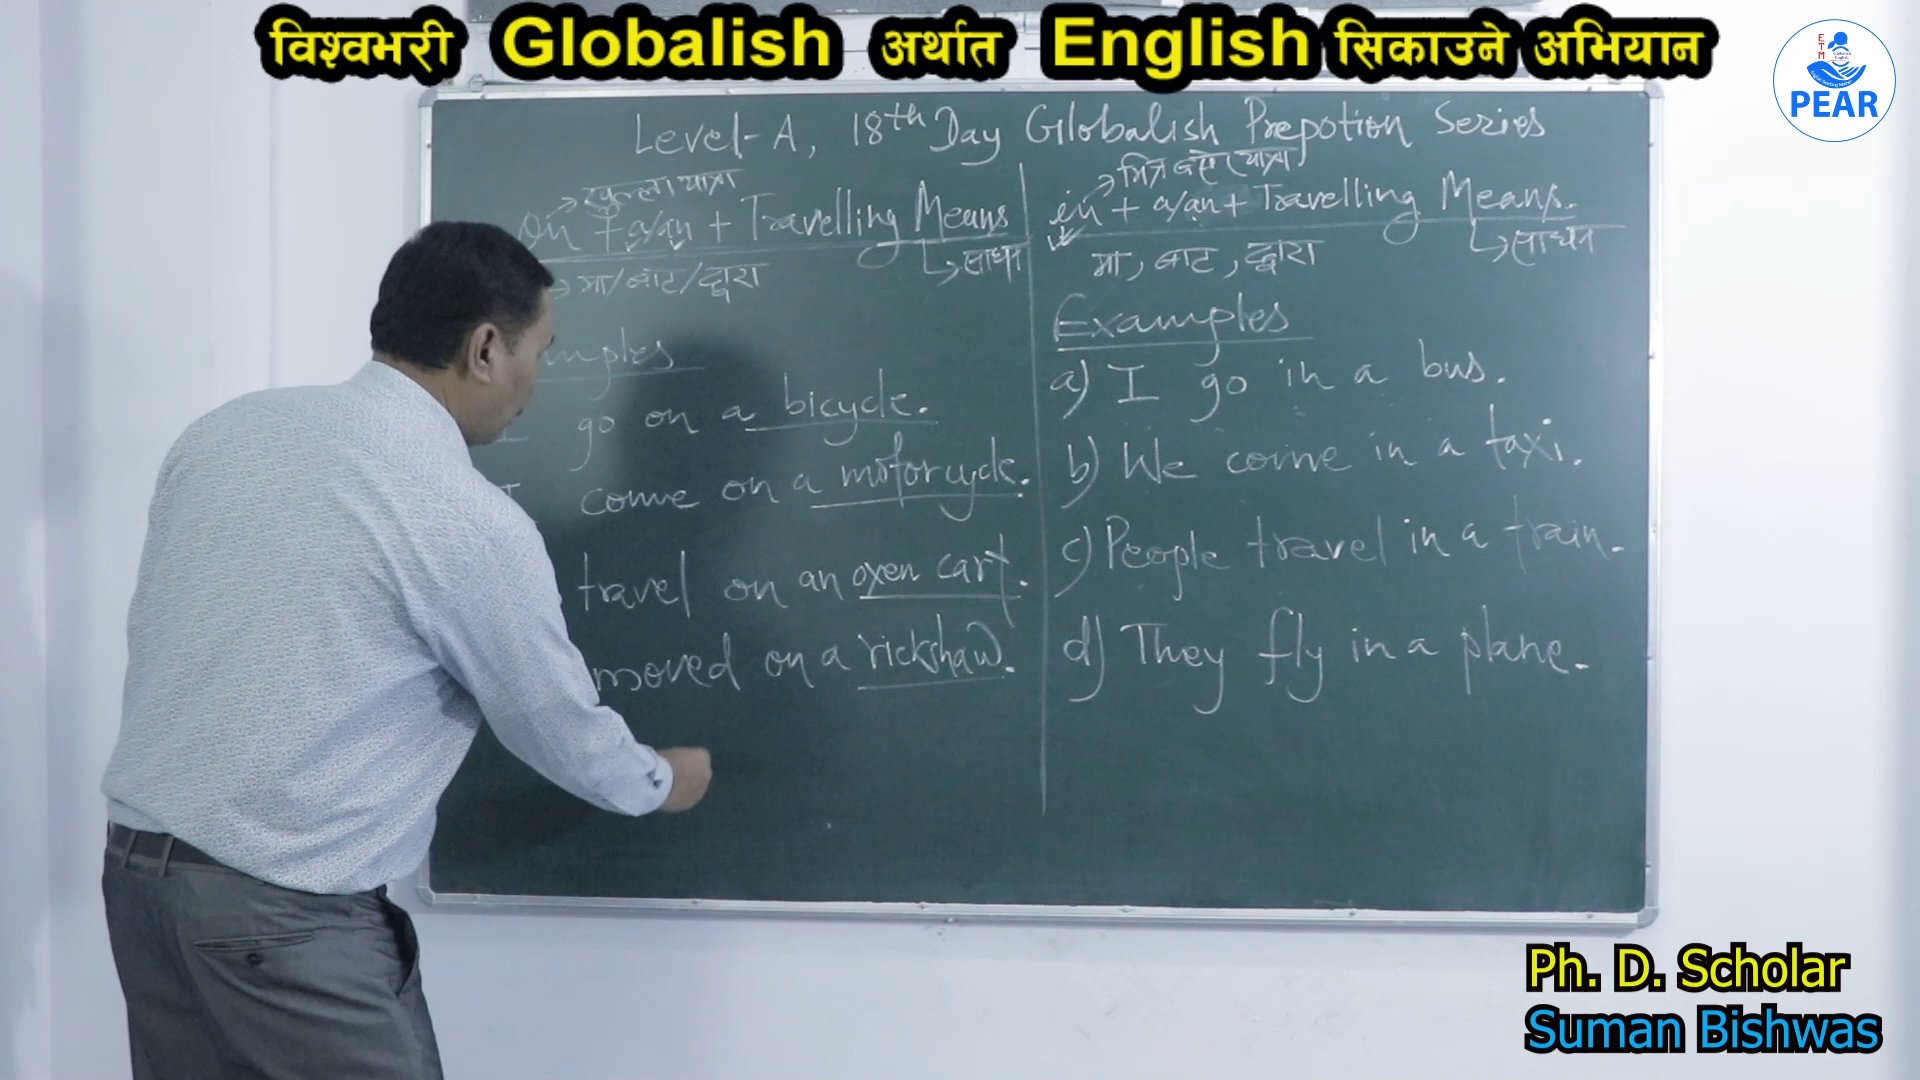 विश्वभरी Globalish अर्थात English सिकाउने अभियान
ETM
PEAR
Level-A, 18th Day Globalish Prepotion Series
→ खुल्ला यात्रा
on + a/an + Travelling Means
↳ साधन
→ मा/बाट/द्वारा
amples
I go on a bicycle.
I come on a motorcycle.
travel on an oxen cart.
moved on a rickshaw.
→ भित्र बसे यात्रा
in + a/an + Travelling Means.
↳ साधन
मा, बाट, द्वारा
Examples
a) I go in a bus.
b) We come in a taxi.
c) People travel in a train.
d) They fly in a plane.
Ph. D. Scholar
Suman Bishwas